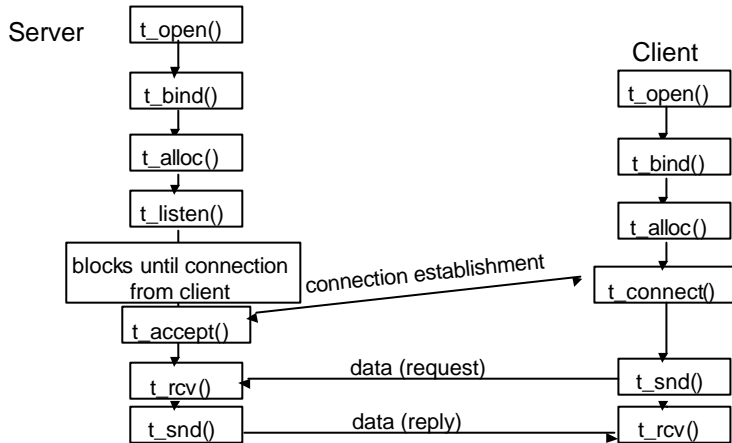 Server
t_open()
t_bind()
t_alloc()
t_listen()
blocks until connection
from client
t_accept()
t_rcv()
t_snd()
connection establishment
data (request)
data (reply)
Client
t_open()
t_bind()
t_alloc()
t_connect()
t_snd()
t_rcv()